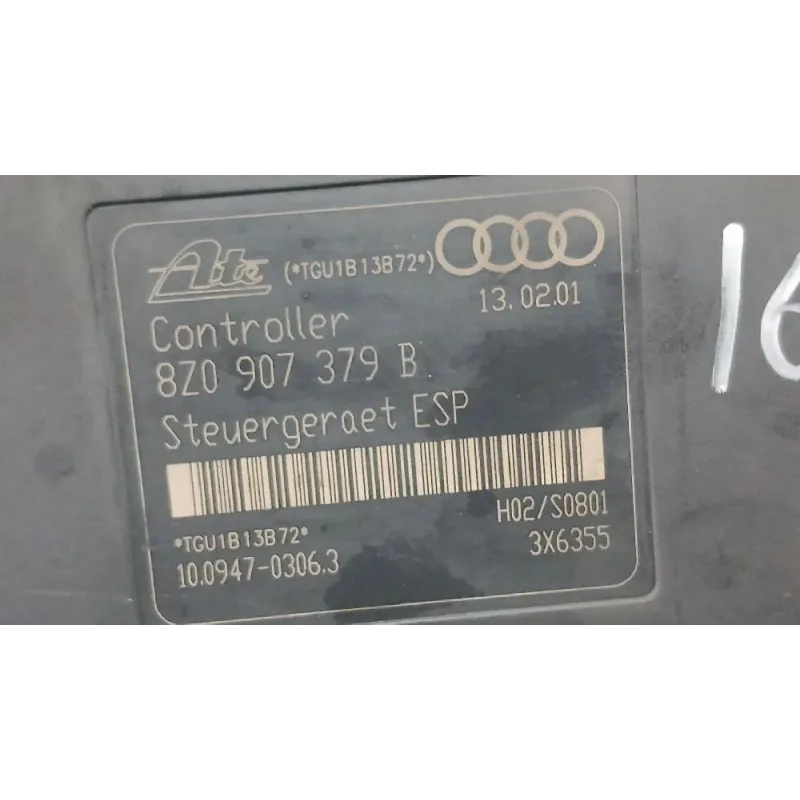 Ate (*TGU1B13B72*)
13.02.01
Controller
8Z0 907 379 B
Steuergeraet ESP
H02/S0801
*TGU1B13B72*
3X6355
10.0947-0306.3
16